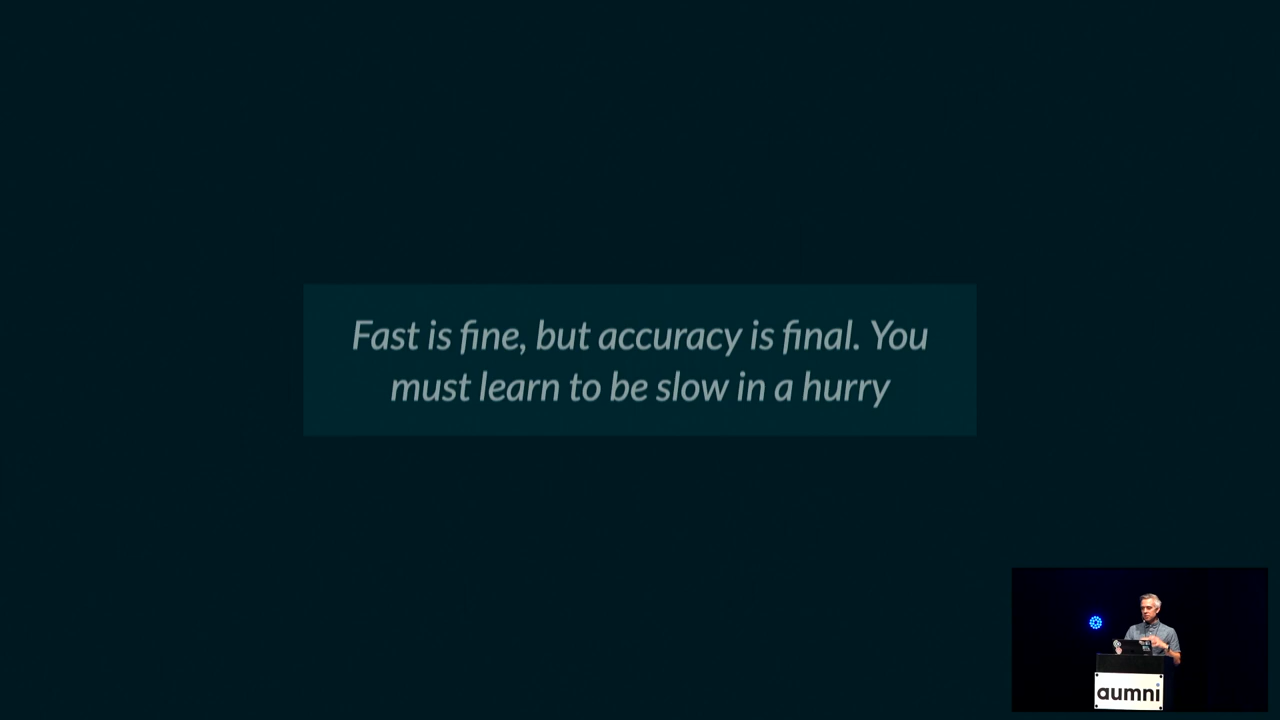 Fast is fine, but accuracy is final. You
must learn to be slow in a hurry
aumni